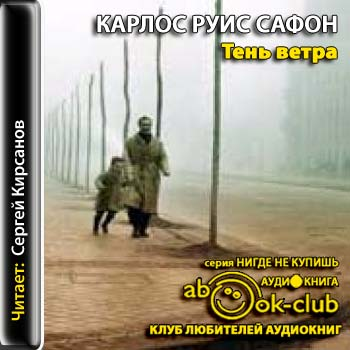 КАРЛОС РУИС САФОН
Тень ветра
Читает: Сергей Кирсанов
серия НИГДЕ НЕ КУПИШЬ
АУДИОКНИГА
abook-club
КЛУБ ЛЮБИТЕЛЕЙ АУДИОКНИГ